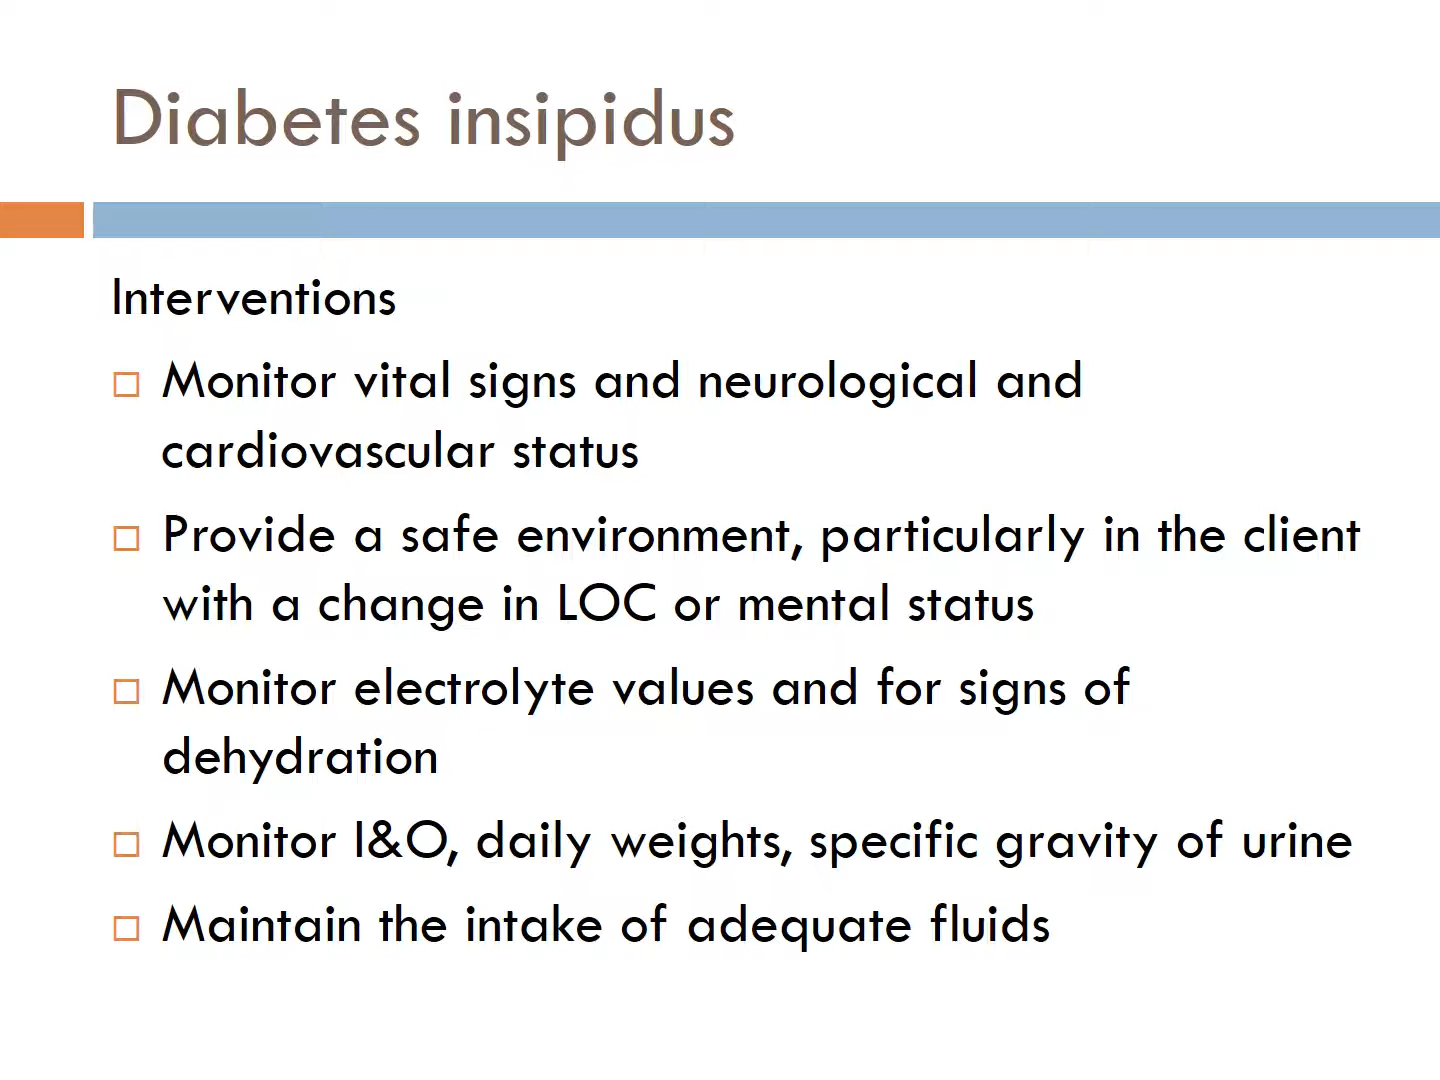 Diabetes insipidus
Interventions
Monitor vital signs and neurological and
cardiovascular status
Provide a safe environment, particularly in the client
with a change in LOC or mental status
Monitor electrolyte values and for signs of
dehydration
Monitor I&O, daily weights, specific gravity of urine
Maintain the intake of adequate fluids